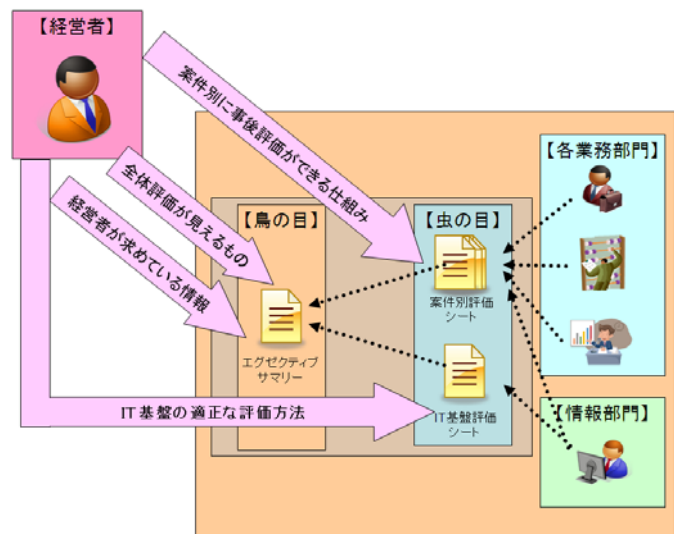 【経営者】
案件別に事後評価ができる仕組み
全体評価が見えるもの
経営者が求めている情報
【鳥の目】
エグゼクティブ
サマリー
【虫の目】
案件別評価
シート
IT基盤評価
シート
IT基盤の適正な評価方法
【各業務部門】
【情報部門】